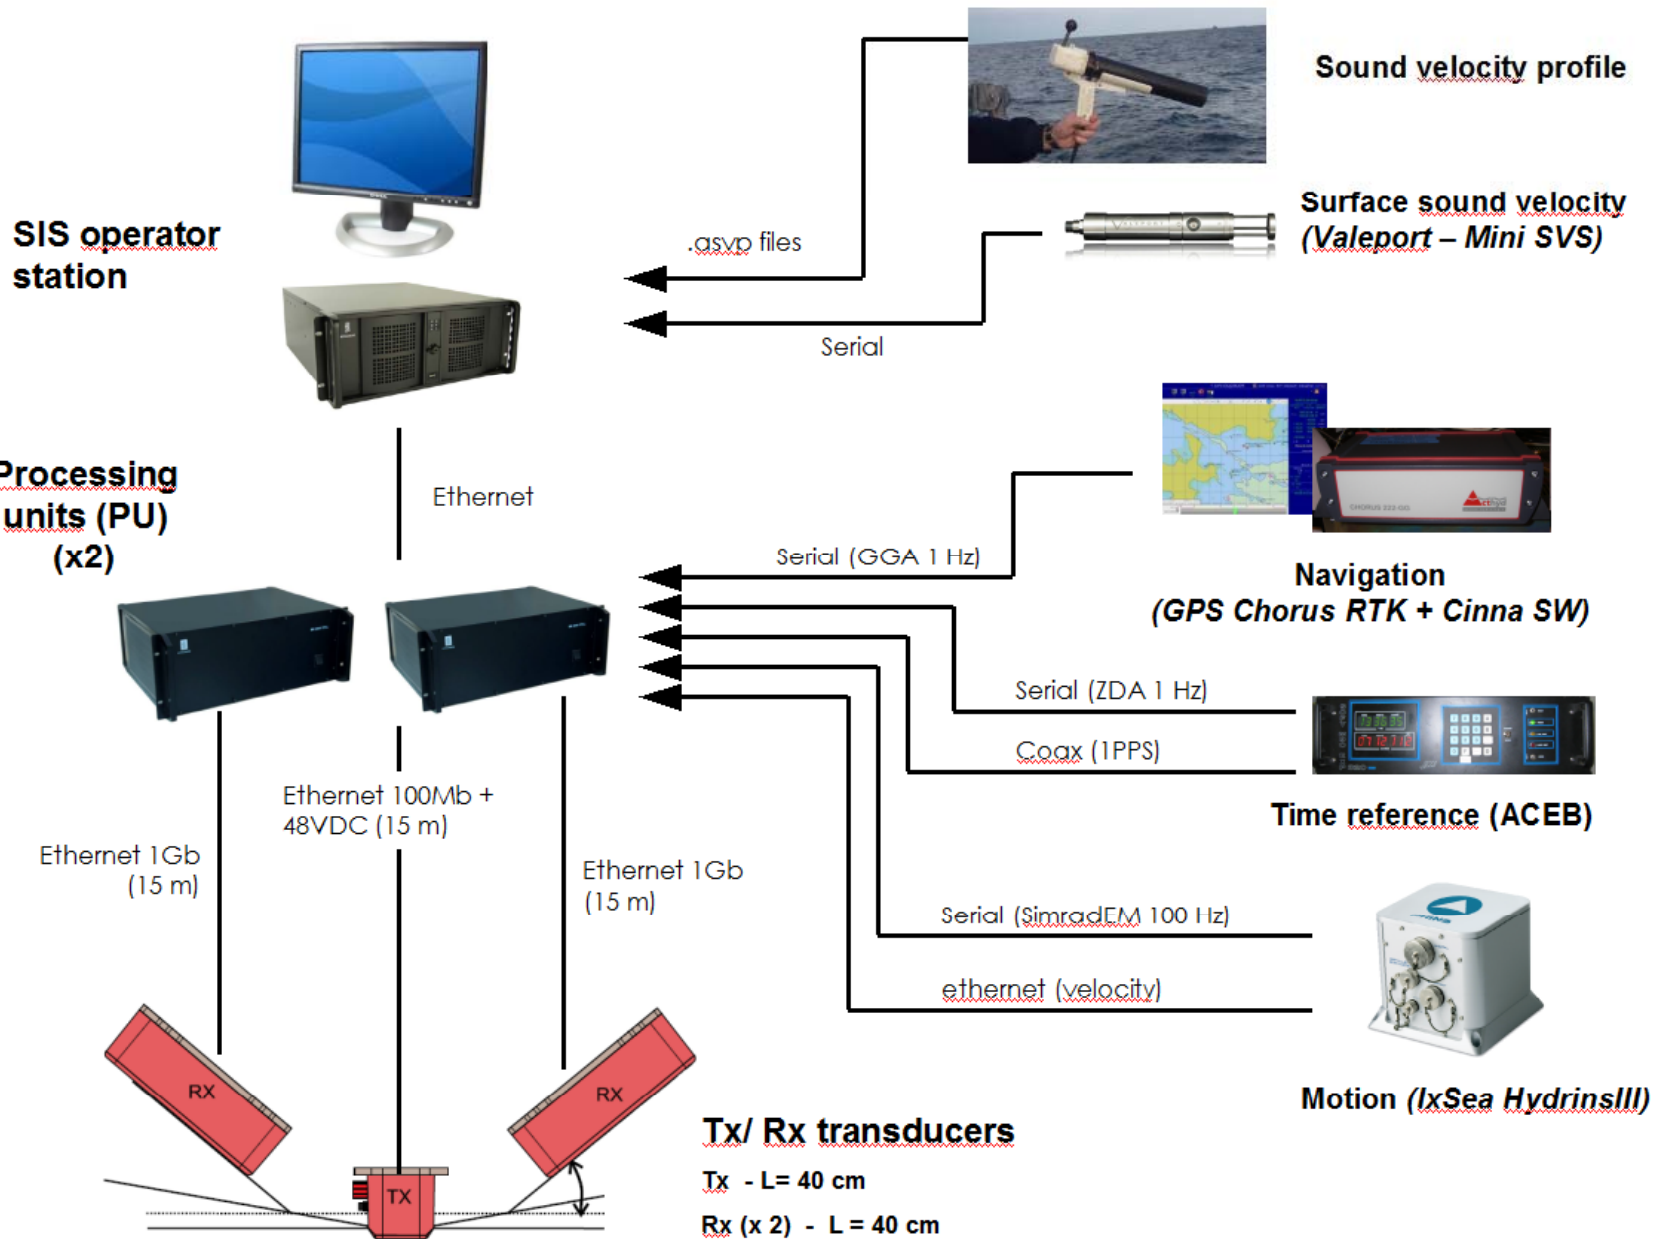 Sound velocity profile
Surface sound velocity
(Valeport – Mini SVS)
SIS operator
station
.asvp files
Serial
Processing
units (PU)
(x2)
Ethernet
Serial (GGA 1 Hz)
CHORUS 222-GG
Navigation
(GPS Chorus RTK + Cinna SW)
Serial (ZDA 1 Hz)
Coax (1PPS)
Time reference (ACEB)
Ethernet 100Mb +
48VDC (15 m)
Ethernet 1Gb
(15 m)
Ethernet 1Gb
(15 m)
Serial (SimradEM 100 Hz)
ethernet (velocity)
Motion (IxSea HydrinsIII)
RX
RX
TX
Tx/ Rx transducers
Tx - L= 40 cm
Rx (x 2) - L = 40 cm